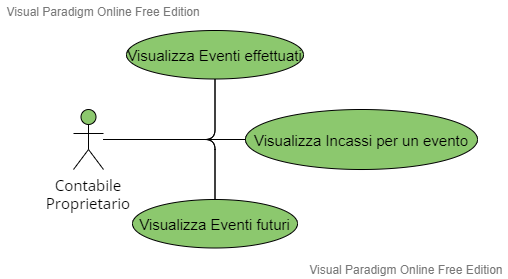 Visual Paradigm Online Free Edition
Visualizza Eventi effettuati
Visualizza Incassi per un evento
Contabile
Proprietario
Visualizza Eventi futuri
Visual Paradigm Online Free Edition